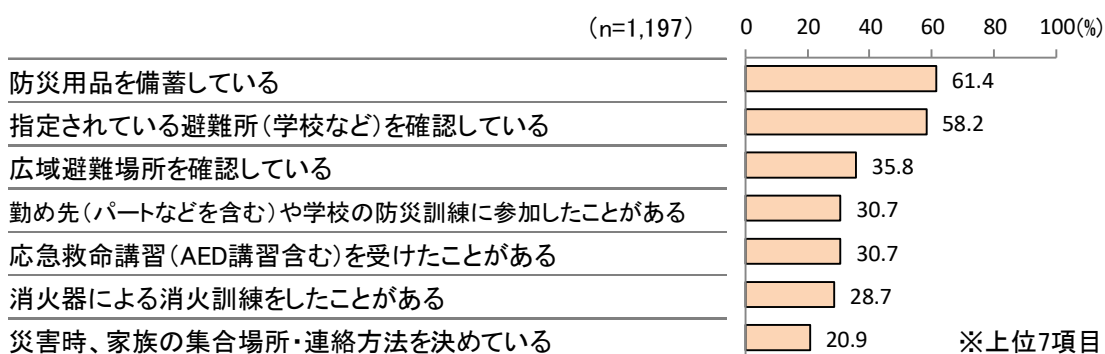 （n=1,197） 0 20 40 60 80 100(%)
防災用品を備蓄している 61.4
指定されている避難所（学校など）を確認している 58.2
広域避難場所を確認している 35.8
勤め先（パートなどを含む）や学校の防災訓練に参加したことがある 30.7
応急救命講習（AED講習含む）を受けたことがある 30.7
消火器による消火訓練をしたことがある 28.7
災害時、家族の集合場所・連絡方法を決めている 20.9 ※上位7項目